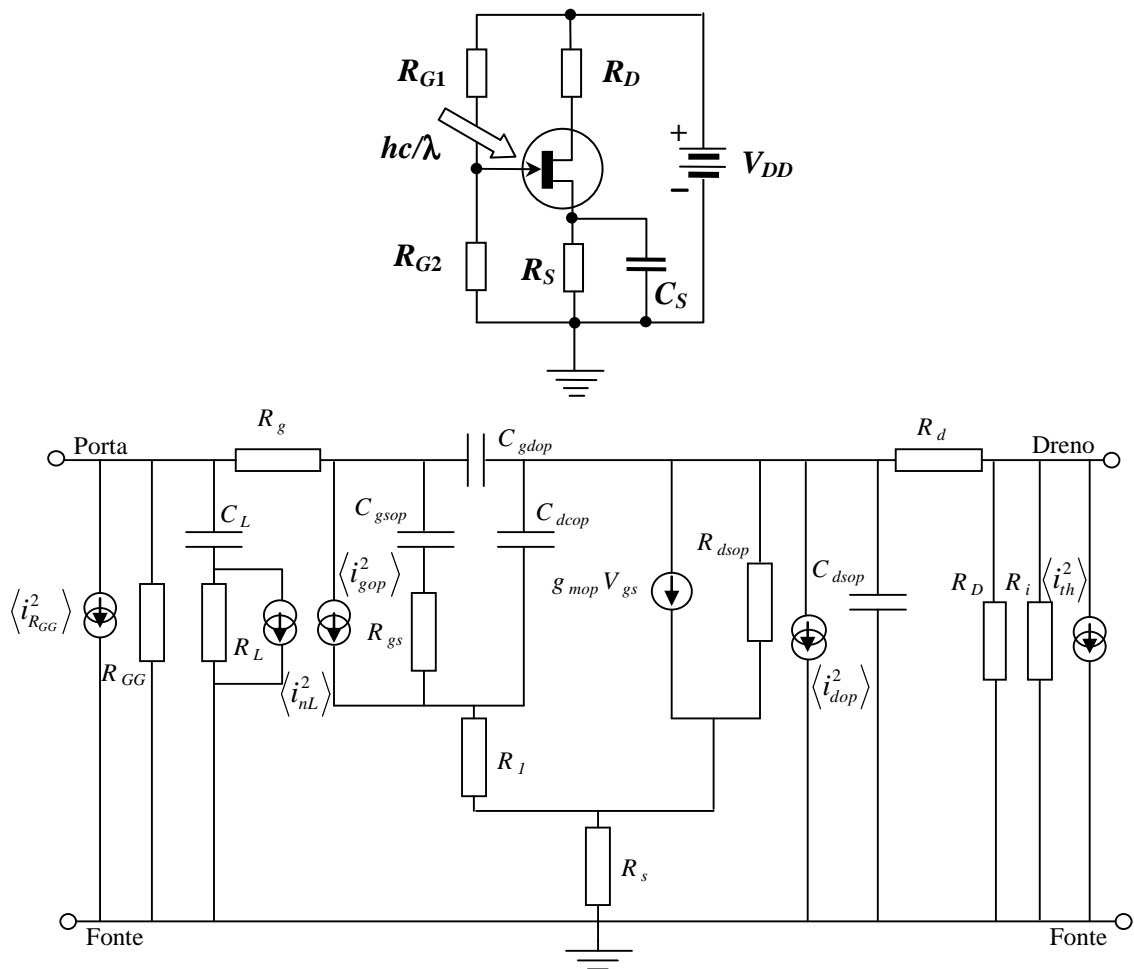 R_G1
R_D
hc/λ
+
V_DD
−
R_G2
R_S
C_S
R_g
C_gdop
R_d
Porta
Dreno
C_L
C_gsop
C_dcop
R_dsop
⟨i²_gop⟩
g_mop V_gs
C_dsop
R_D
R_i
⟨i²_th⟩
⟨i²_RGG⟩
R_GG
R_L
⟨i²_nL⟩
R_gs
⟨i²_dop⟩
R_1
R_s
Fonte
Fonte